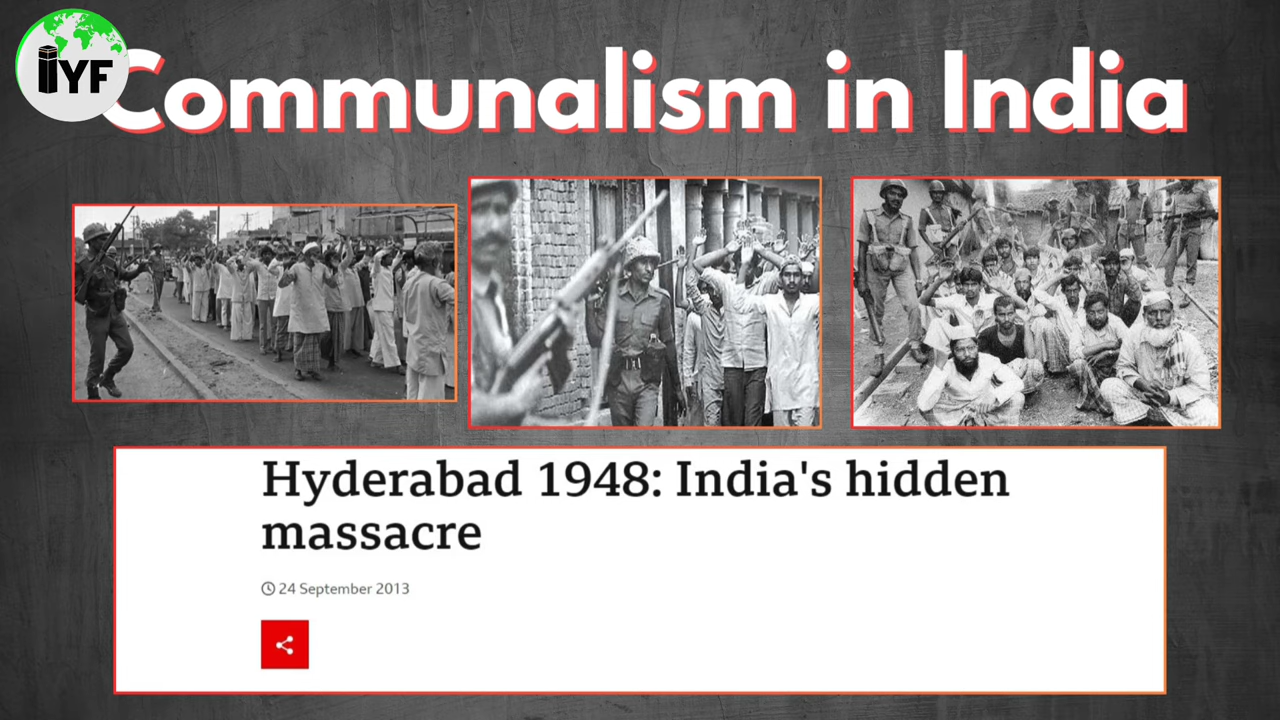 IYF
Communalism in India
Hyderabad 1948: India's hidden
massacre
24 September 2013